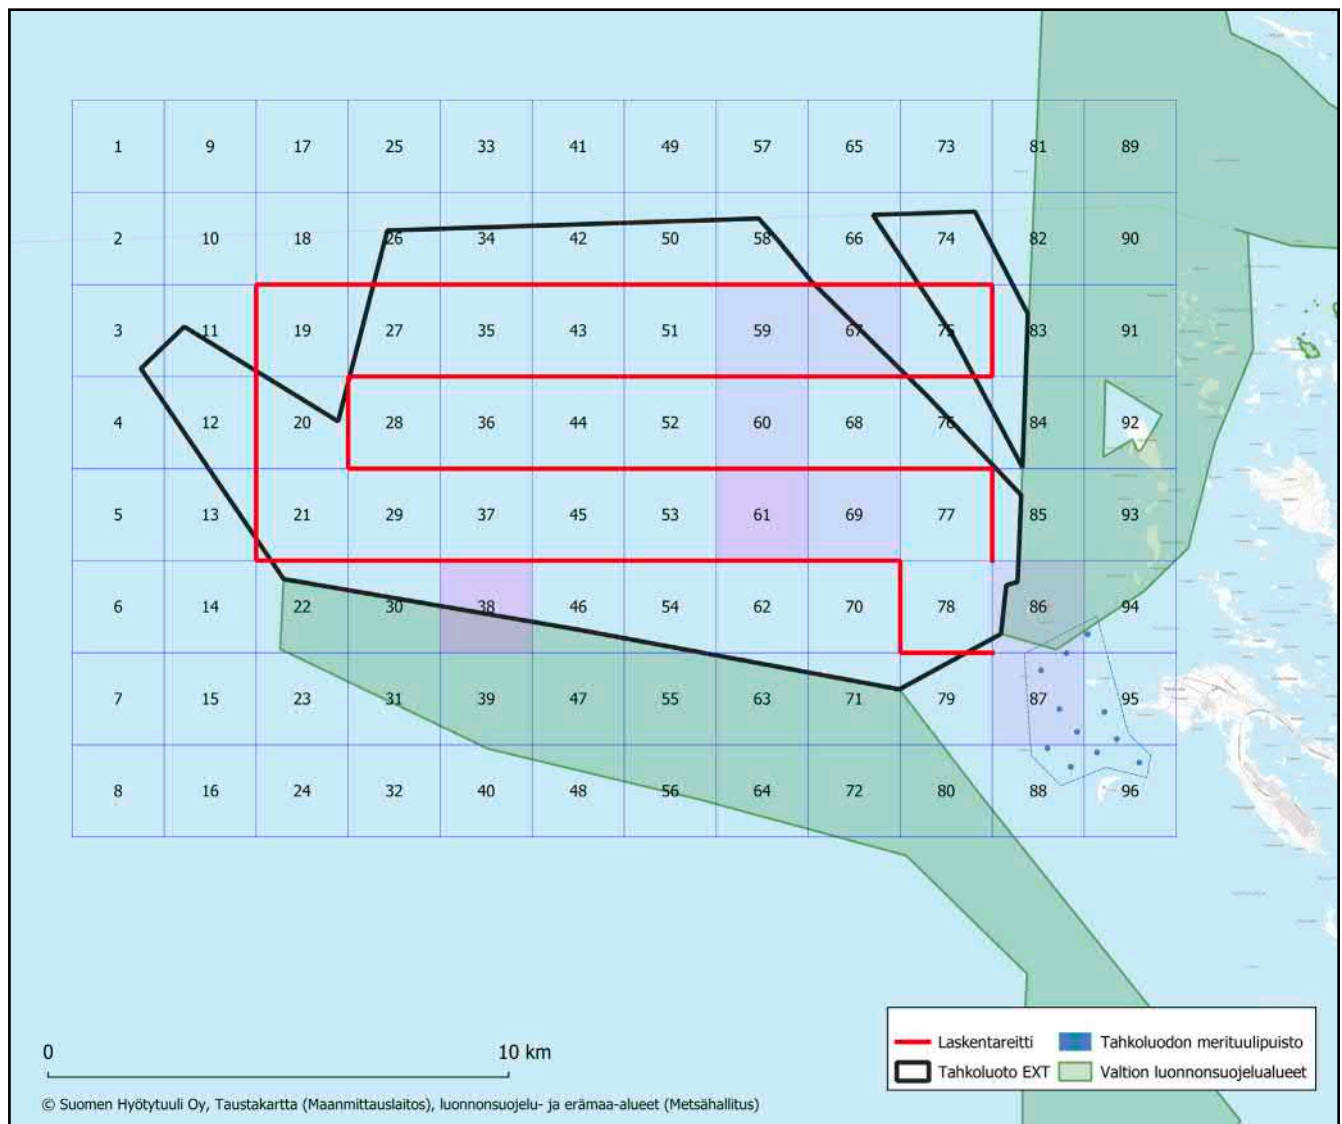 1 9 17 25 33 41 49 57 65 73 81 89
2 10 18 26 34 42 50 58 66 74 82 90
3 11 19 27 35 43 51 59 67 75 83 91
4 12 20 28 36 44 52 60 68 76 84 92
5 13 21 29 37 45 53 61 69 77 85 93
6 14 22 30 38 46 54 62 70 78 86 94
7 15 23 31 39 47 55 63 71 79 87 95
8 16 24 32 40 48 56 64 72 80 88 96
0 10 km
Laskentareitti
Tahkoluodon merituulipuisto
Tahkoluoto EXT
Valtion luonnonsuojelualueet
© Suomen Hyötytuuli Oy, Taustakartta (Maanmittauslaitos), luonnonsuojelu- ja erämaa-alueet (Metsähallitus)